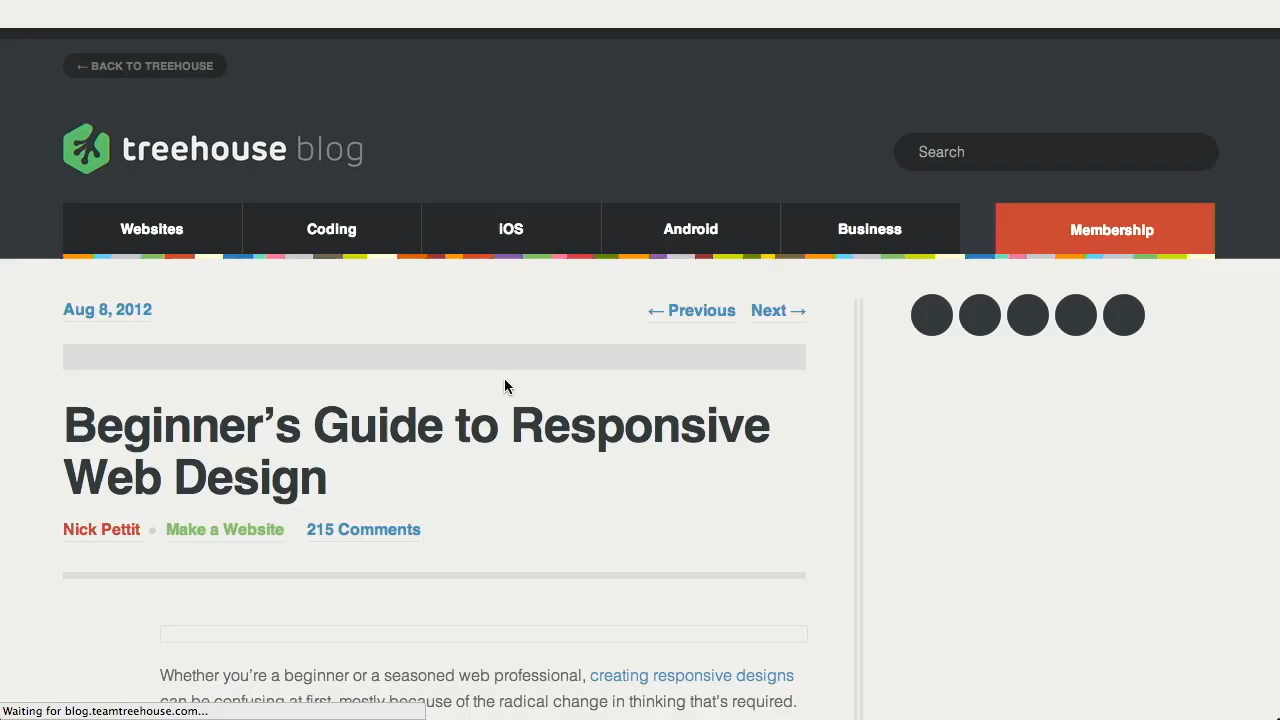 ← BACK TO TREEHOUSE
treehouse blog
Search
Websites
Coding
iOS
Android
Business
Membership
Aug 8, 2012
← Previous
Next →
Beginner’s Guide to Responsive
Web Design
Nick Pettit
Make a Website
215 Comments
Whether you’re a beginner or a seasoned web professional, creating responsive designs
can be confusing at first, mostly because of the radical change in thinking that’s required.
Waiting for blog.teamtreehouse.com...